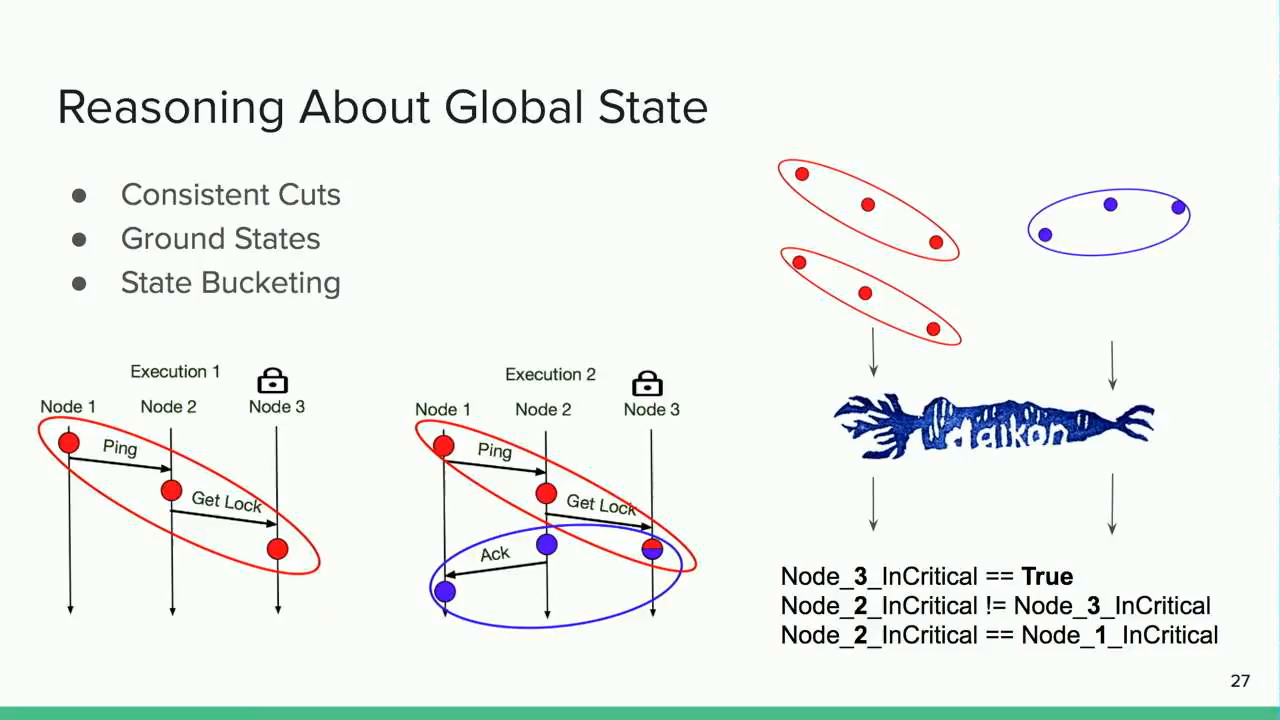 Reasoning About Global State
● Consistent Cuts
● Ground States
● State Bucketing
Execution 1
Node 1 Node 2 Node 3
Ping
Get Lock
Execution 2
Node 1 Node 2 Node 3
Ping
Get Lock
Ack
daikon
Node_3_InCritical == True
Node_2_InCritical != Node_3_InCritical
Node_2_InCritical == Node_1_InCritical
27